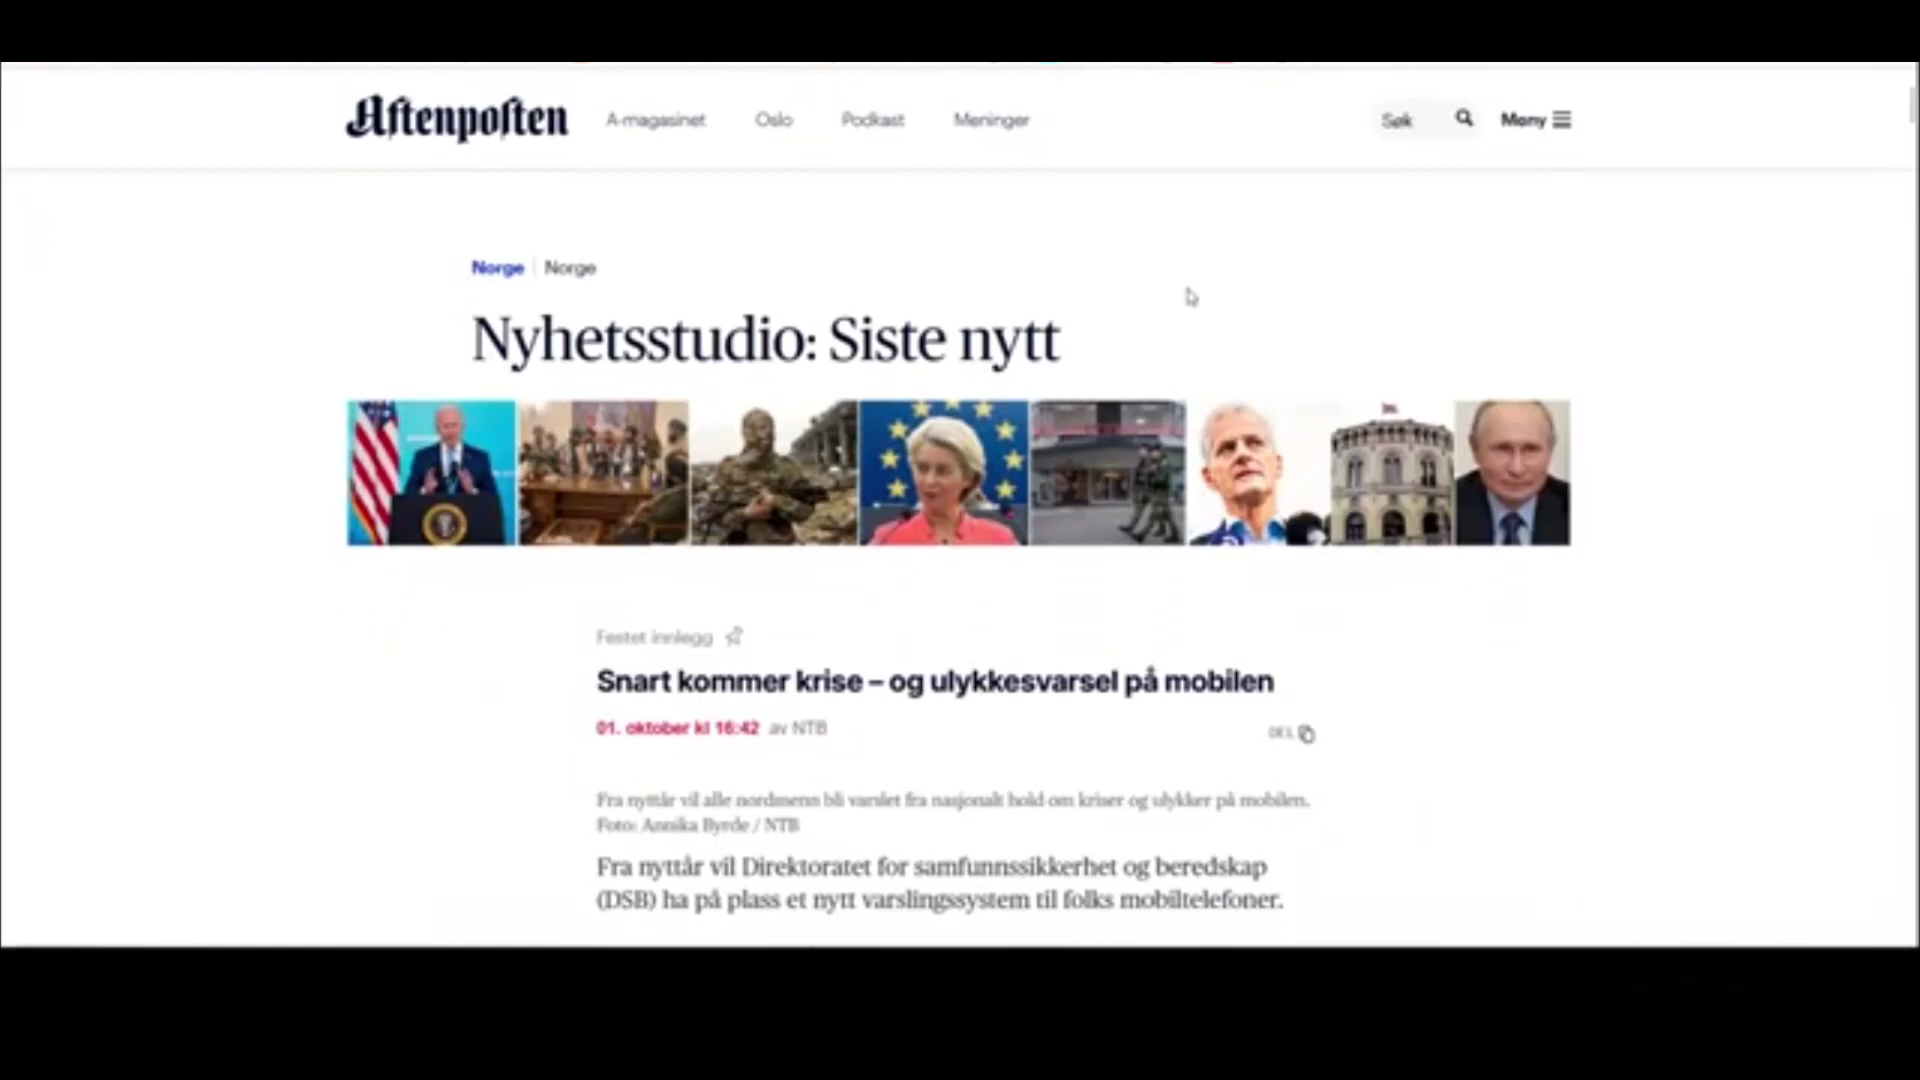 Aftenposten
A-magasinet Oslo Podkast Meninger
Søk Meny
Norge Norge
Nyhetsstudio: Siste nytt
Festet innlegg
Snart kommer krise – og ulykkesvarsel på mobilen
01. oktober kl 16:42 av NTB
DEL
Fra nyttår vil alle nordmenn bli varslet fra nasjonalt hold om kriser og ulykker på mobilen.
Foto: Annika Byrde / NTB
Fra nyttår vil Direktoratet for samfunnssikkerhet og beredskap
(DSB) ha på plass et nytt varslingssystem til folks mobiltelefoner.